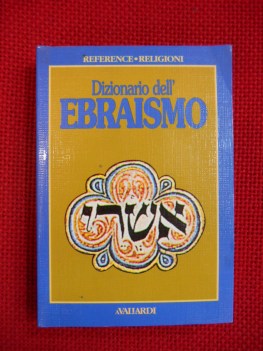 REFERENCE • RELIGIONI
Dizionario dell'
EBRAISMO
אשרי
A.VALLARDI